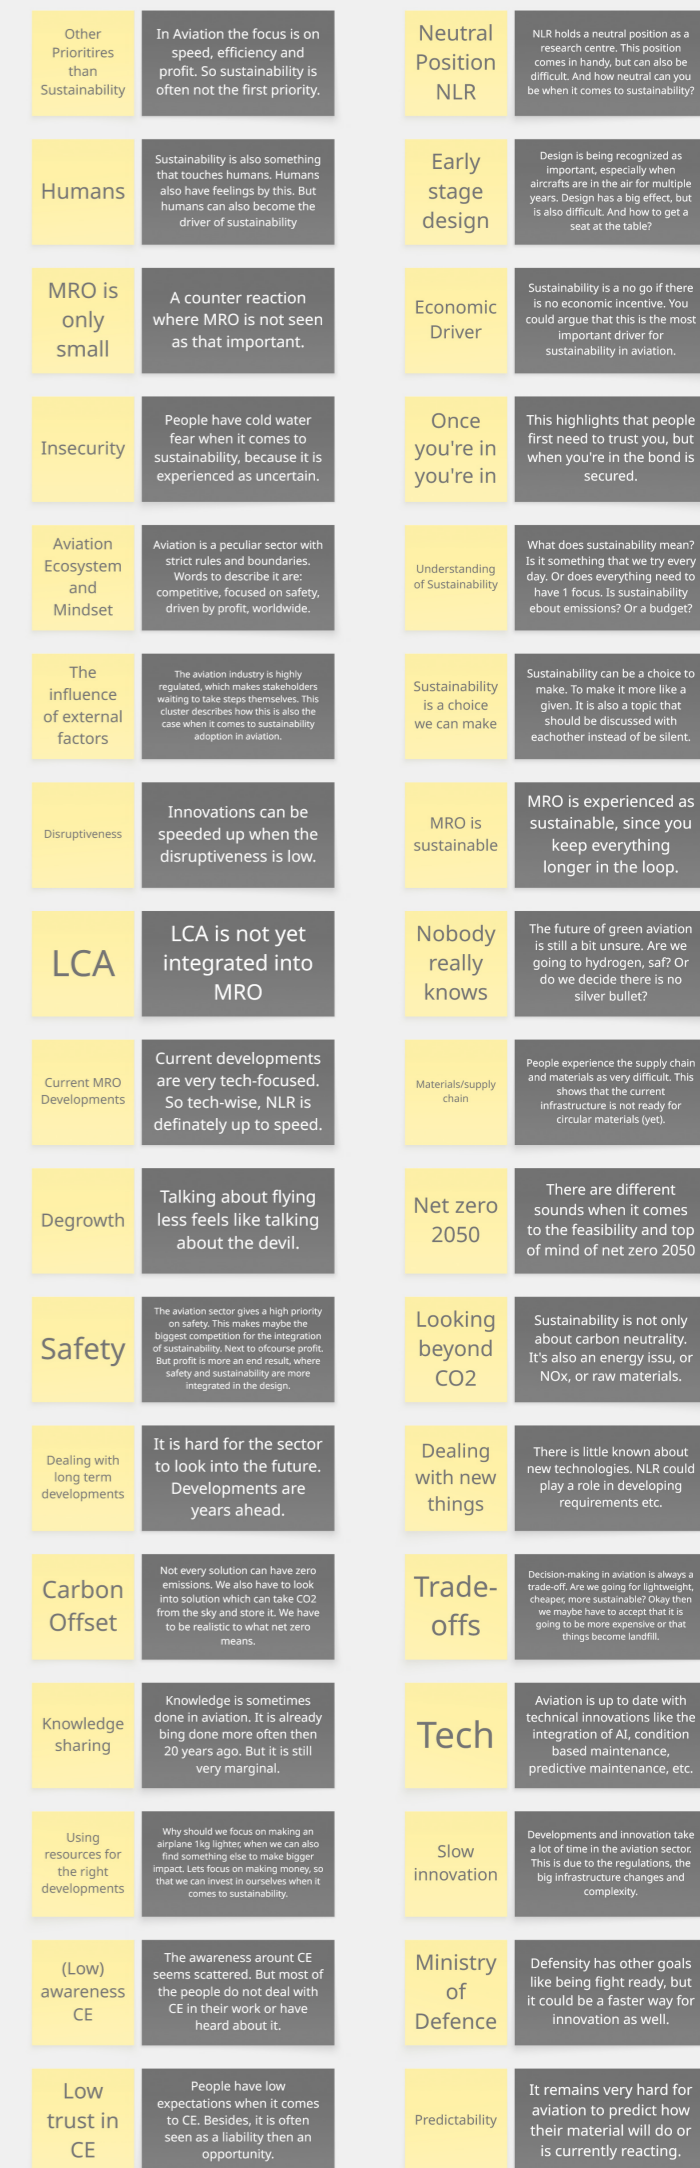 Other
Prioritires
than
Sustainability
In Aviation the focus is on
speed, efficiency and
profit. So sustainability is
often not the first priority.
Neutral
Position
NLR
NLR holds a neutral position as a
research centre. This position
comes in handy, but can also be
difficult. And how neutral can you
be when it comes to sustainability?
Humans
Sustainability is also something
that touches humans. Humans
also have feelings by this. But
humans can also become the
driver of sustainability
Early
stage
design
Design is being recognized as
important, especially when
aircrafts are in the air for multiple
years. Design has a big effect, but
is also difficult. And how to get a
seat at the table?
MRO is
only
small
A counter reaction
where MRO is not seen
as that important.
Economic
Driver
Sustainability is a no go if there
is no economic incentive. You
could argue that this is the most
important driver for
sustainability in aviation.
Insecurity
People have cold water
fear when it comes to
sustainability, because it is
experienced as uncertain.
Once
you're in
you're in
This highlights that people
first need to trust you, but
when you're in the bond is
secured.
Aviation
Ecosystem
and
Mindset
Aviation is a peculiar sector with
strict rules and boundaries.
Words to describe it are:
competitive, focused on safety,
driven by profit, worldwide.
Understanding
of Sustainability
What does sustainability mean?
Is it something that we try every
day. Or does everything need to
have 1 focus. Is sustainability
ebout emissions? Or a budget?
The
influence
of external
factors
The aviation industry is highly
regulated, which makes stakeholders
waiting to take steps themselves. This
cluster describes how this is also the
case when it comes to sustainability
adoption in aviation.
Sustainability
is a choice
we can make
Sustainability can be a choice to
make. To make it more like a
given. It is also a topic that
should be discussed with
eachother instead of be silent.
Disruptiveness
Innovations can be
speeded up when the
disruptiveness is low.
MRO is
sustainable
MRO is experienced as
sustainable, since you
keep everything
longer in the loop.
LCA
LCA is not yet
integrated into
MRO
Nobody
really
knows
The future of green aviation
is still a bit unsure. Are we
going to hydrogen, saf? Or
do we decide there is no
silver bullet?
Current MRO
Developments
Current developments
are very tech-focused.
So tech-wise, NLR is
definately up to speed.
Materials/supply
chain
People experience the supply chain
and materials as very difficult. This
shows that the current
infrastructure is not ready for
circular materials (yet).
Degrowth
Talking about flying
less feels like talking
about the devil.
Net zero
2050
There are different
sounds when it comes
to the feasibility and top
of mind of net zero 2050
Safety
The aviation sector gives a high priority
on safety. This makes maybe the
biggest competition for the integration
of sustainability. Next to ofcourse profit.
But profit is more an end result, where
safety and sustainability are more
integrated in the design.
Looking
beyond
CO2
Sustainability is not only
about carbon neutrality.
It's also an energy issu, or
NOx, or raw materials.
Dealing with
long term
developments
It is hard for the sector
to look into the future.
Developments are
years ahead.
Dealing
with new
things
There is little known about
new technologies. NLR could
play a role in developing
requirements etc.
Carbon
Offset
Not every solution can have zero
emissions. We also have to look
into solution which can take CO2
from the sky and store it. We have
to be realistic to what net zero
means.
Trade-
offs
Decision-making in aviation is always a
trade-off. Are we going for lightweight,
cheaper, more sustainable? Okay then
we maybe have to accept that it is
going to be more expensive or that
things become landfill.
Knowledge
sharing
Knowledge is sometimes
done in aviation. It is already
bing done more often then
20 years ago. But it is still
very marginal.
Tech
Aviation is up to date with
technical innovations like the
integration of AI, condition
based maintenance,
predictive maintenance, etc.
Using
resources for
the right
developments
Why should we focus on making an
airplane 1kg lighter, when we can also
find something else to make bigger
impact. Lets focus on making money, so
that we can invest in ourselves when it
comes to sustainability.
Slow
innovation
Developments and innovation take
a lot of time in the aviation sector.
This is due to the regulations, the
big infrastructure changes and
complexity.
(Low)
awareness
CE
The awareness arount CE
seems scattered. But most of
the people do not deal with
CE in their work or have
heard about it.
Ministry
of
Defence
Defensity has other goals
like being fight ready, but
it could be a faster way for
innovation as well.
Low
trust in
CE
People have low
expectations when it comes
to CE. Besides, it is often
seen as a liability then an
opportunity.
Predictability
It remains very hard for
aviation to predict how
their material will do or
is currently reacting.